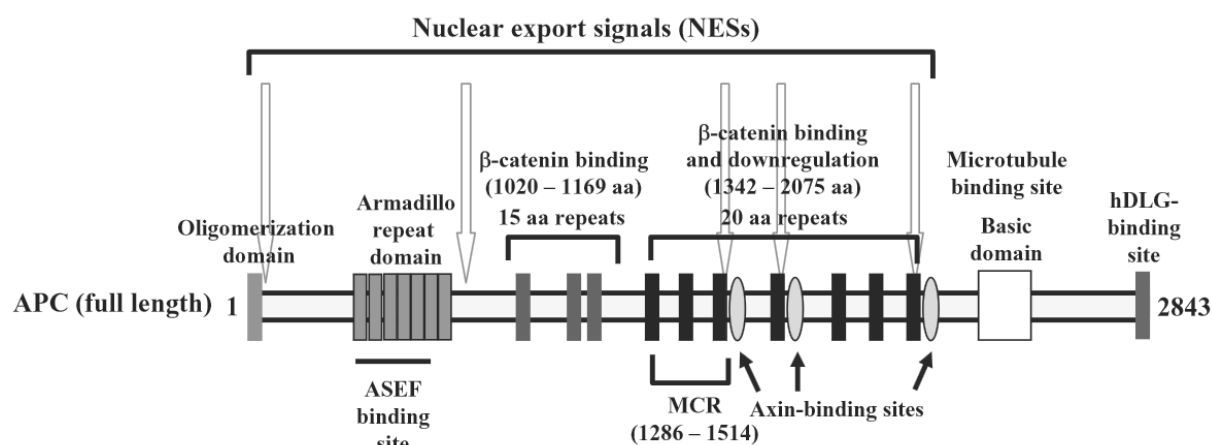 Nuclear export signals (NESs)
β-catenin binding
(1020 – 1169 aa)
15 aa repeats
β-catenin binding
and downregulation
(1342 – 2075 aa)
20 aa repeats
Microtubule
binding site
Basic
domain
hDLG-
binding
site
Oligomerization
domain
Armadillo
repeat
domain
APC (full length) 1
2843
ASEF
binding
site
MCR
(1286 – 1514)
Axin-binding sites